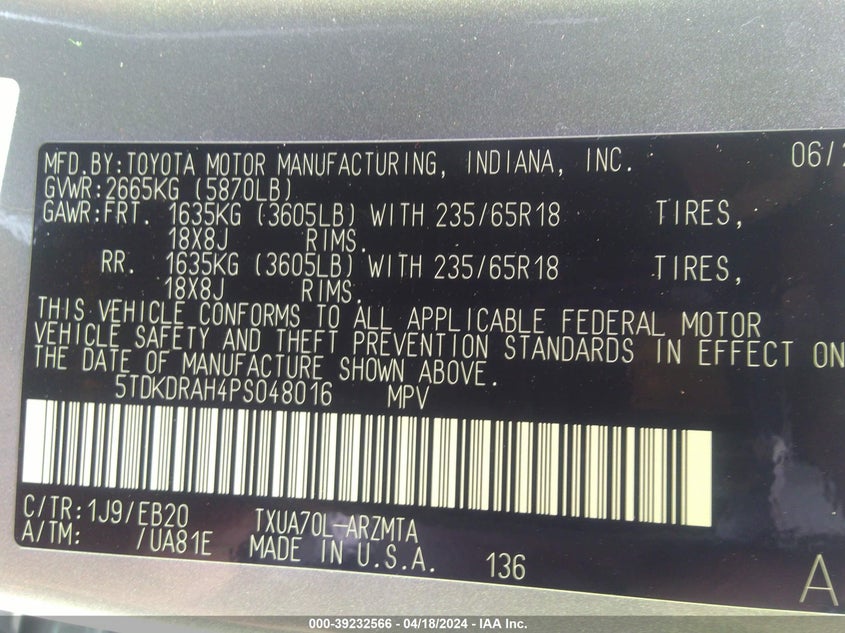 MFD.BY:TOYOTA MOTOR MANUFACTURING, INDIANA, INC. 06/
GVWR:2665KG (5870LB)
GAWR:FRT. 1635KG (3605LB) WITH 235/65R18 TIRES,
18X8J RIMS.
RR. 1635KG (3605LB) WITH 235/65R18 TIRES,
18X8J RIMS.
THIS VEHICLE CONFORMS TO ALL APPLICABLE FEDERAL MOTOR
VEHICLE SAFETY AND THEFT PREVENTION STANDARDS IN EFFECT ON
THE DATE OF MANUFACTURE SHOWN ABOVE.
5TDKDRAH4PS048016 MPV
C/TR:1J9/EB20 TXUA70L-ARZMTA
A/TM: /UA81E MADE IN U.S.A. 136
A
000-39232566 - 04/18/2024 - IAA Inc.